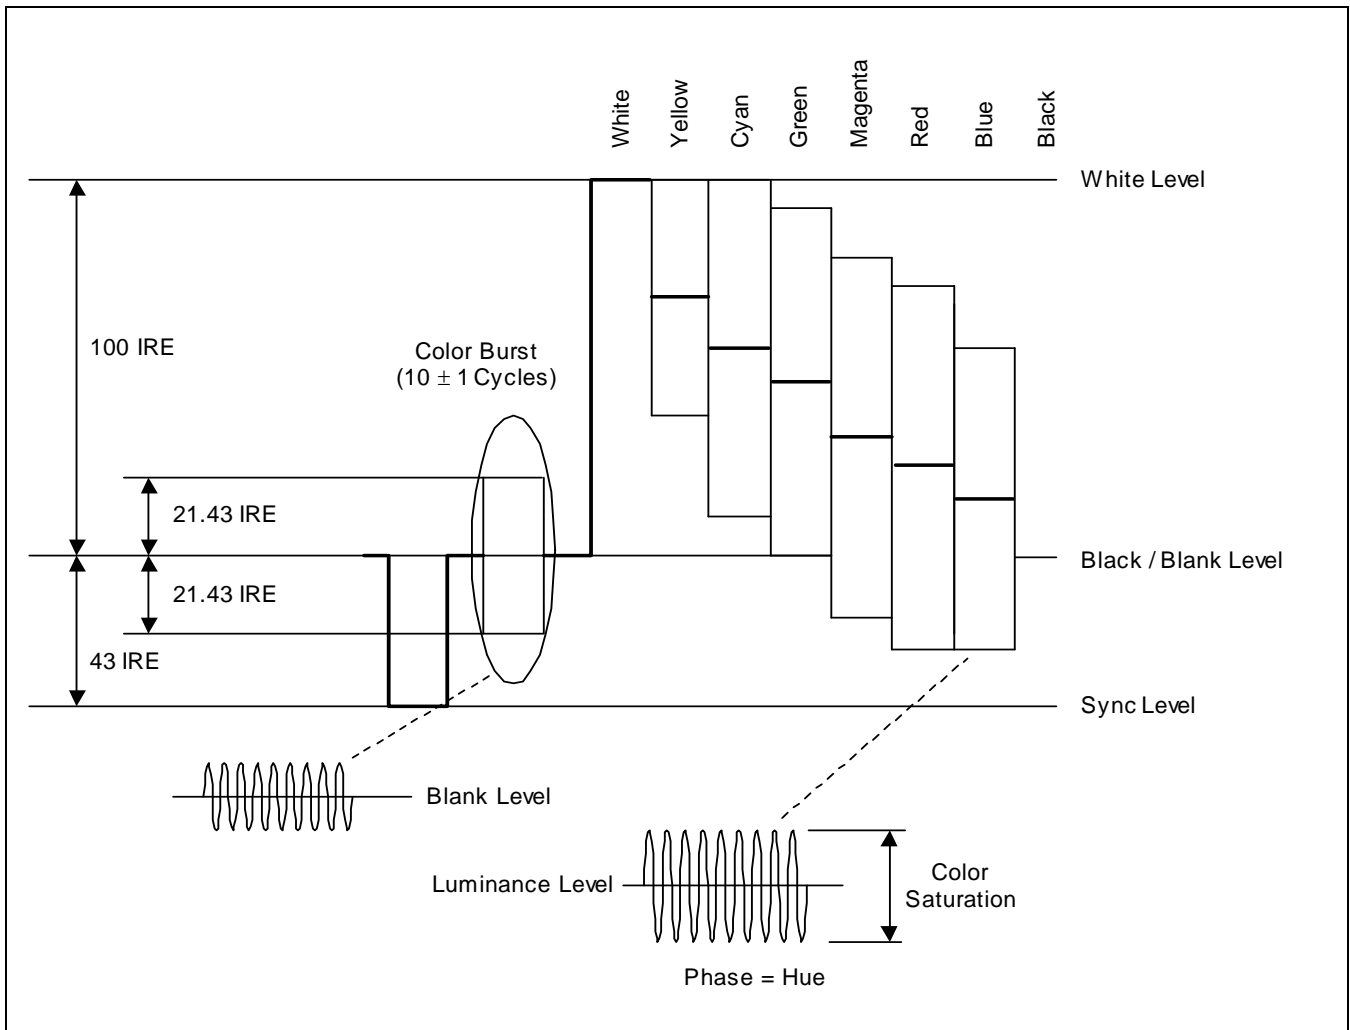 White
Yellow
Cyan
Green
Magenta
Red
Blue
Black
White Level
100 IRE
Color Burst
(10 ± 1 Cycles)
21.43 IRE
21.43 IRE
Black / Blank Level
43 IRE
Sync Level
Blank Level
Luminance Level
Color
Saturation
Phase = Hue